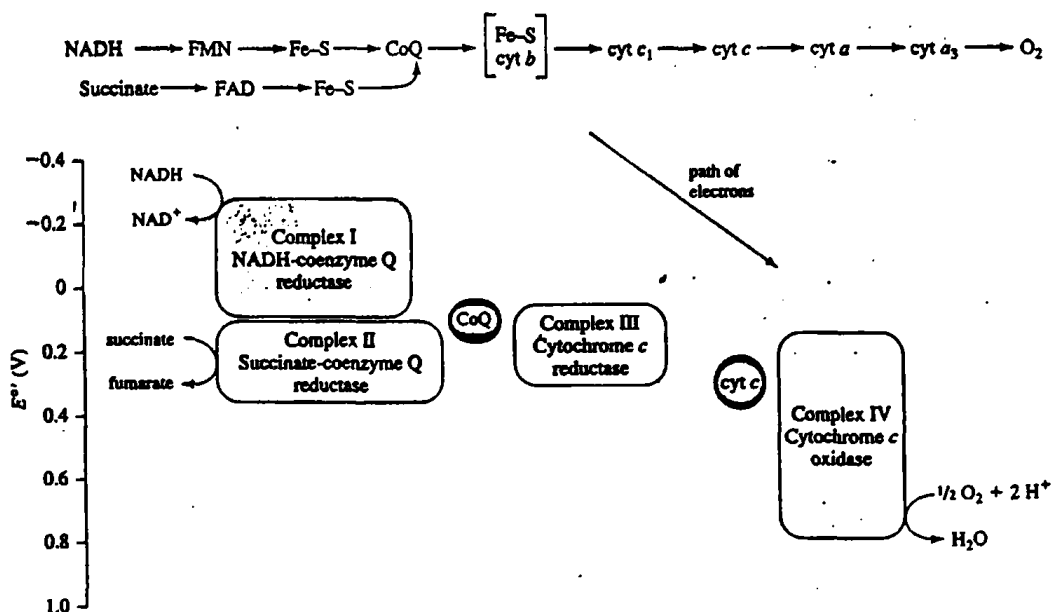 NADH FMN Fe–S CoQ [Fe–S cyt b] cyt c₁ cyt c cyt a cyt a₃ O₂
Succinate FAD Fe–S
path of
electrons
−0.4
−0.2
0
0.2
0.4
0.6
0.8
1.0
E°′ (V)
NADH
NAD⁺
Complex I
NADH-coenzyme Q
reductase
succinate
fumarate
Complex II
Succinate-coenzyme Q
reductase
CoQ
Complex III
Cytochrome c
reductase
cyt c
Complex IV
Cytochrome c
oxidase
1/2 O₂ + 2 H⁺
H₂O